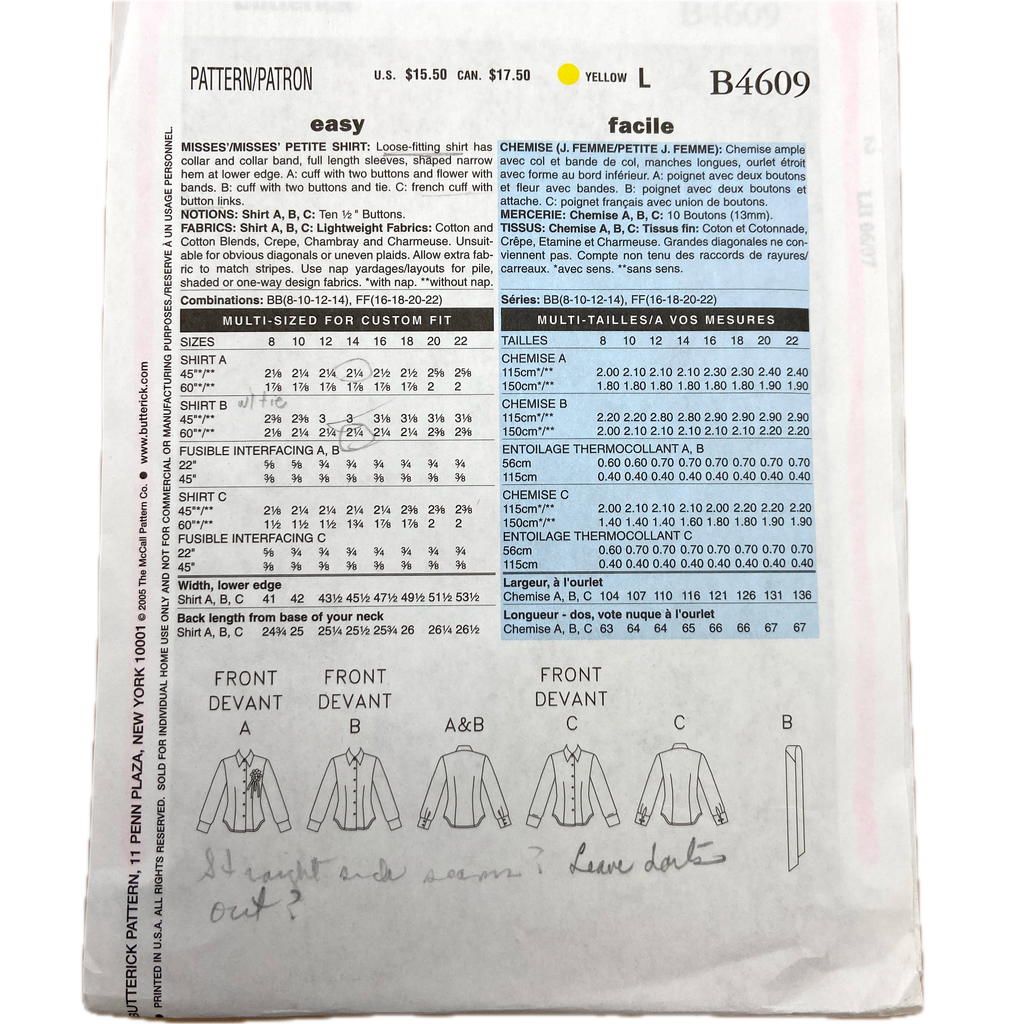 PATTERN/PATRON U.S. $15.50 CAN. $17.50 YELLOW L B4609
easy
MISSES'/MISSES' PETITE SHIRT: Loose-fitting shirt has
collar and collar band, full length sleeves, shaped narrow
hem at lower edge. A: cuff with two buttons and flower with
bands. B: cuff with two buttons and tie. C: french cuff with
button links.
NOTIONS: Shirt A, B, C: Ten ½" Buttons.
FABRICS: Shirt A, B, C: Lightweight Fabrics: Cotton and
Cotton Blends, Crepe, Chambray and Charmeuse. Unsuit-
able for obvious diagonals or uneven plaids. Allow extra fab-
ric to match stripes. Use nap yardages/layouts for pile,
shaded or one-way design fabrics. *with nap. **without nap.
Combinations: BB(8-10-12-14), FF(16-18-20-22)
MULTI-SIZED FOR CUSTOM FIT
SIZES 8 10 12 14 16 18 20 22
SHIRT A
45"*/** 2⅛ 2¼ 2¼ 2¼ 2½ 2½ 2⅝ 2⅝
60"*/** 1⅞ 1⅞ 1⅞ 1⅞ 1⅞ 1⅞ 2 2
SHIRT B w/tie
45"*/** 2⅜ 2⅜ 3 3 3⅛ 3⅛ 3⅛ 3⅛
60"*/** 2⅛ 2¼ 2¼ 2¼ 2¼ 2¼ 2⅜ 2⅜
FUSIBLE INTERFACING A, B
22" ⅝ ⅝ ¾ ¾ ¾ ¾ ¾ ¾
45" ⅜ ⅜ ⅜ ⅜ ⅜ ⅜ ⅜ ⅜
SHIRT C
45"*/** 2⅛ 2¼ 2¼ 2¼ 2¼ 2⅜ 2⅜ 2⅜
60"*/** 1½ 1½ 1½ 1¾ 1⅞ 1⅞ 2 2
FUSIBLE INTERFACING C
22" ⅝ ¾ ¾ ¾ ¾ ¾ ¾ ¾
45" ⅜ ⅜ ⅜ ⅜ ⅜ ⅜ ⅜ ⅜
Width, lower edge
Shirt A, B, C 41 42 43½ 45½ 47½ 49½ 51½ 53½
Back length from base of your neck
Shirt A, B, C 24¾ 25 25¼ 25½ 25¾ 26 26¼ 26½
facile
CHEMISE (J. FEMME/PETITE J. FEMME): Chemise ample
avec col et bande de col, manches longues, ourlet étroit
avec forme au bord inférieur. A: poignet avec deux boutons
et fleur avec bandes. B: poignet avec deux boutons et
attache. C: poignet français avec union de boutons.
MERCERIE: Chemise A, B, C: 10 Boutons (13mm).
TISSUS: Chemise A, B, C: Tissus fin: Coton et Cotonnade,
Crêpe, Etamine et Charmeuse. Grandes diagonales ne con-
viennent pas. Compte non tenu des raccords de rayures/
carreaux. *avec sens. **sans sens.
Séries: BB(8-10-12-14), FF(16-18-20-22)
MULTI-TAILLES/A VOS MESURES
TAILLES 8 10 12 14 16 18 20 22
CHEMISE A
115cm*/** 2.00 2.10 2.10 2.10 2.30 2.30 2.40 2.40
150cm*/** 1.80 1.80 1.80 1.80 1.80 1.80 1.90 1.90
CHEMISE B
115cm*/** 2.20 2.20 2.80 2.80 2.90 2.90 2.90 2.90
150cm*/** 2.00 2.10 2.10 2.10 2.10 2.10 2.20 2.20
ENTOILAGE THERMOCOLLANT A, B
56cm 0.60 0.60 0.70 0.70 0.70 0.70 0.70 0.70
115cm 0.40 0.40 0.40 0.40 0.40 0.40 0.40 0.40
CHEMISE C
115cm*/** 2.00 2.10 2.10 2.10 2.00 2.20 2.20 2.20
150cm*/** 1.40 1.40 1.40 1.60 1.80 1.80 1.90 1.90
ENTOILAGE THERMOCOLLANT C
56cm 0.60 0.70 0.70 0.70 0.70 0.70 0.70 0.70
115cm 0.40 0.40 0.40 0.40 0.40 0.40 0.40 0.40
Largeur, à l'ourlet
Chemise A, B, C 104 107 110 116 121 126 131 136
Longueur - dos, votre nuque à l'ourlet
Chemise A, B, C 63 64 64 65 66 66 67 67
FRONT FRONT FRONT
DEVANT DEVANT DEVANT
A B A&B C C B
Straight side seams? Leave darts
out?
BUTTERICK PATTERN, 11 PENN PLAZA, NEW YORK 10001 © 2005 The McCall Pattern Co. ● www.butterick.com
● PRINTED IN U.S.A. ALL RIGHTS RESERVED. SOLD FOR INDIVIDUAL HOME USE ONLY AND NOT FOR COMMERCIAL OR MANUFACTURING PURPOSES./RESERVE À UN USAGE PERSONNEL.